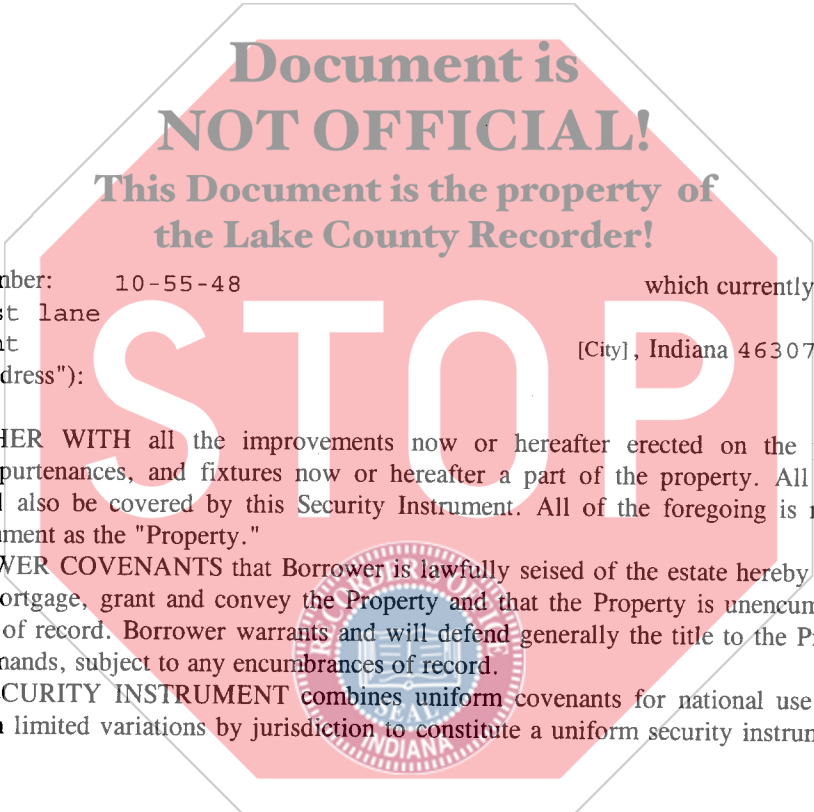 Document is
NOT OFFICIAL!
This Document is the property of
the Lake County Recorder!
nber: 10-55-48 which currently
st lane
nt [City], Indiana 46307
dress"):
STOP
HER WITH all the improvements now or hereafter erected on the
purtenances, and fixtures now or hereafter a part of the property. All
l also be covered by this Security Instrument. All of the foregoing is
ment as the "Property."
WER COVENANTS that Borrower is lawfully seised of the estate hereby
ortgage, grant and convey the Property and that the Property is unencum
of record. Borrower warrants and will defend generally the title to the P
nands, subject to any encumbrances of record.
CURITY INSTRUMENT combines uniform covenants for national use
limited variations by jurisdiction to constitute a uniform security instrum
SEAL
INDIANA